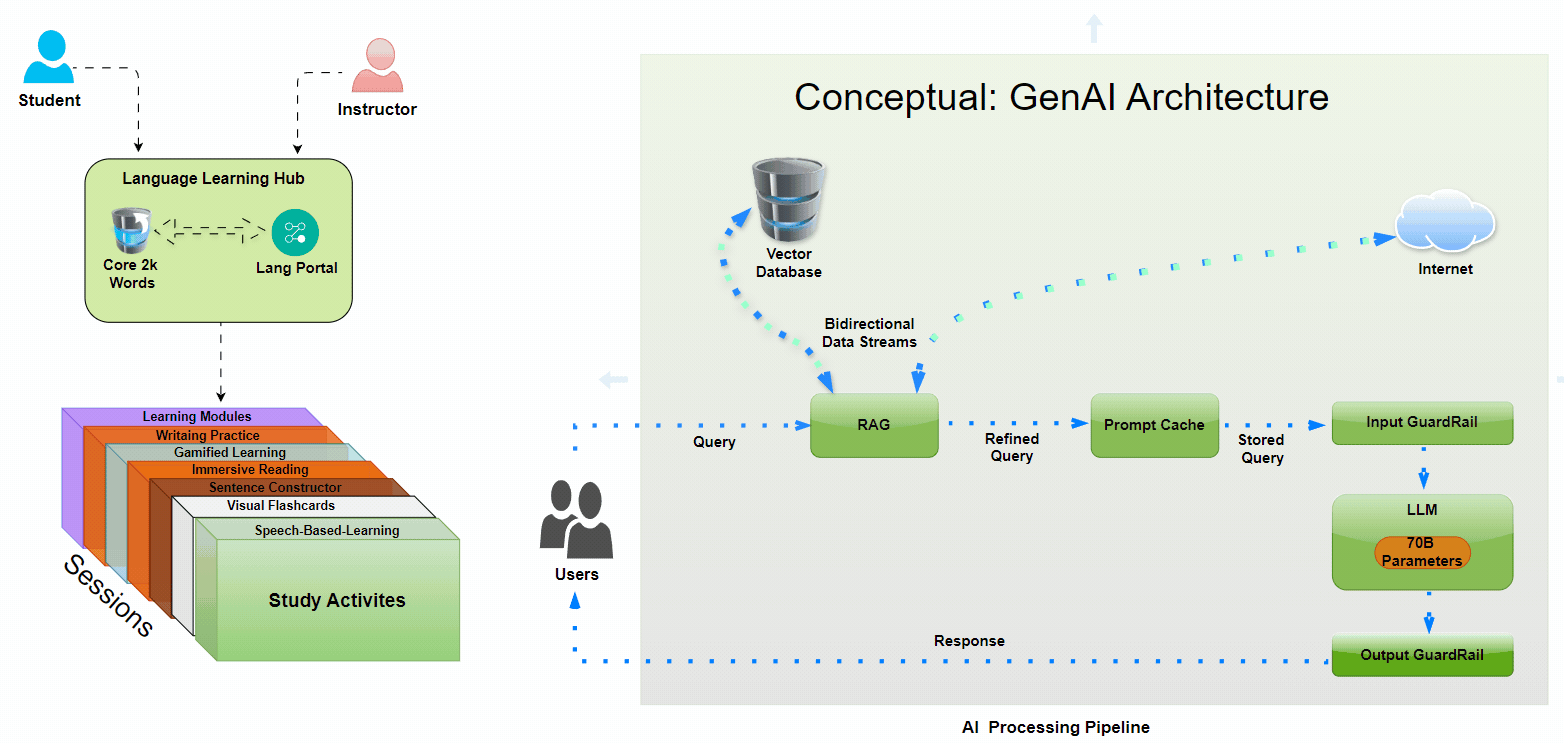 Student
Instructor
Language Learning Hub
Core 2k
Words
Lang Portal
Learning Modules
Writaing Practice
Gamified Learning
Immersive Reading
Sentence Constructor
Visual Flashcards
Speech-Based-Learning
Study Activites
Sessions
Conceptual: GenAI Architecture
Vector
Database
Internet
Bidirectional
Data Streams
Query
RAG
Refined
Query
Prompt Cache
Stored
Query
Input GuardRail
LLM
70B
Parameters
Users
Response
Output GuardRail
AI Processing Pipeline